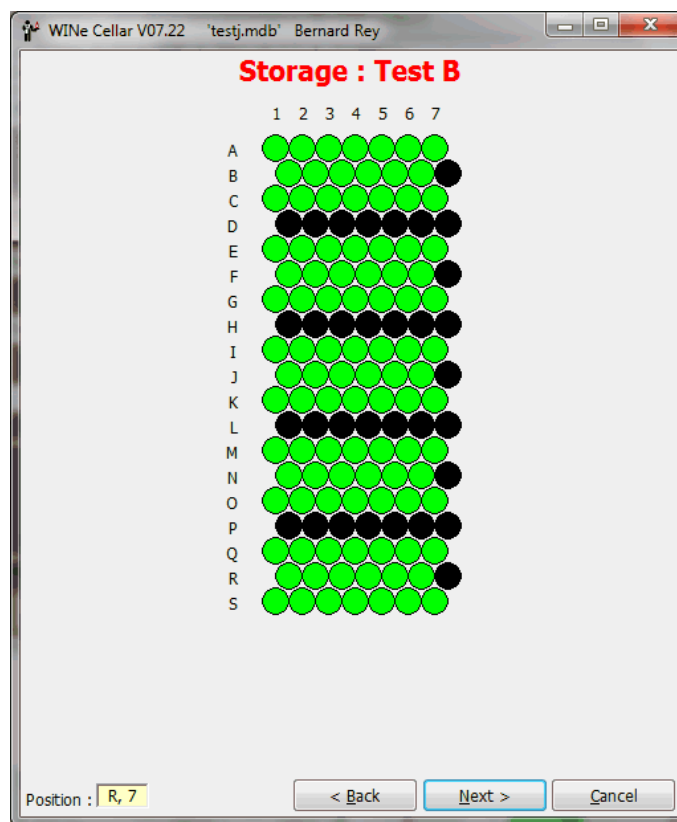 WINe Cellar V07.22 'testj.mdb' Bernard Rey
Storage : Test B
1 2 3 4 5 6 7
A
B
C
D
E
F
G
H
I
J
K
L
M
N
O
P
Q
R
S
Position : R, 7 < Back Next > Cancel